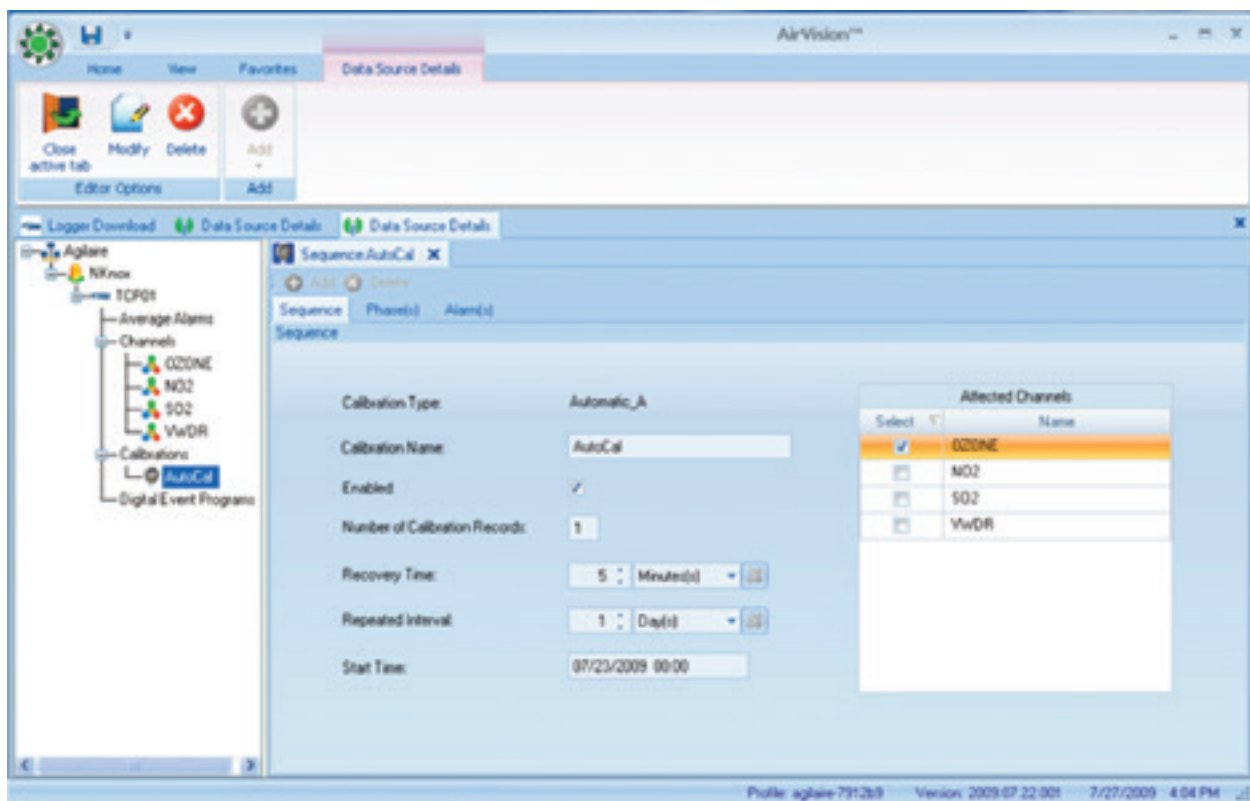 AirVision™
Home View Favorites Data Source Details
Close active tab
Modify
Delete
Add
Editor Options
Add
Logger Download Data Source Details Data Source Details
Agilaire
NKnox
TCP01
Average Alarms
Channels
OZONE
NO2
SO2
VWDR
Calibrations
AutoCal
Digital Event Programs
Sequence:AutoCal
Add Delete
Sequence Phase(s) Alarm(s)
Sequence
Calibration Type: Automatic_A
Calibration Name: AutoCal
Enabled:
Number of Calibration Records: 1
Recovery Time: 5 Minutes(s)
Repeated Interval: 1 Day(s)
Start Time: 07/23/2009 00:00
Affected Channels
Select Name
OZONE
NO2
SO2
VWDR
Profile: agilaire-7912b9 Version: 2009.07.22.001 7/27/2009 4:04 PM